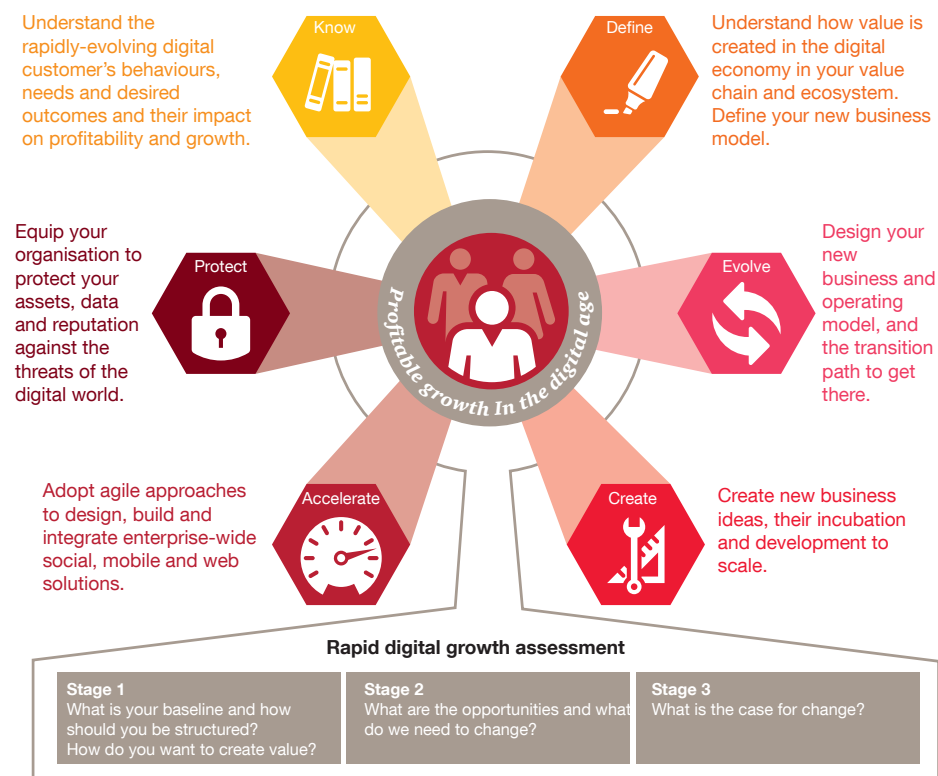 Understand the
rapidly-evolving digital
customer's behaviours,
needs and desired
outcomes and their impact
on profitability and growth.
Know
Define
Understand how value is
created in the digital
economy in your value
chain and ecosystem.
Define your new business
model.
Equip your
organisation to
protect your
assets, data
and reputation
against the
threats of the
digital world.
Protect
Profitable growth In the digital age
Evolve
Design your
new
business and
operating
model, and
the transition
path to get
there.
Adopt agile approaches
to design, build and
integrate enterprise-wide
social, mobile and web
solutions.
Accelerate
Create
Create new business
ideas, their incubation
and development to
scale.
Rapid digital growth assessment
Stage 1
What is your baseline and how
should you be structured?
How do you want to create value?
Stage 2
What are the opportunities and what
do we need to change?
Stage 3
What is the case for change?